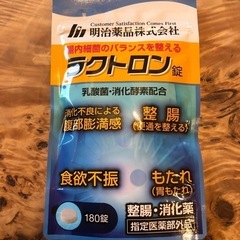 Customer Satisfaction Comes First
明治薬品株式会社
腸内細菌のバランスを整える
ラクトロン錠
乳酸菌・消化酵素配合
消化不良による
腹部膨満感
整腸
(便通を整える)
食欲不振
もたれ
(胃もたれ)
180錠
整腸・消化薬
指定医薬部外品